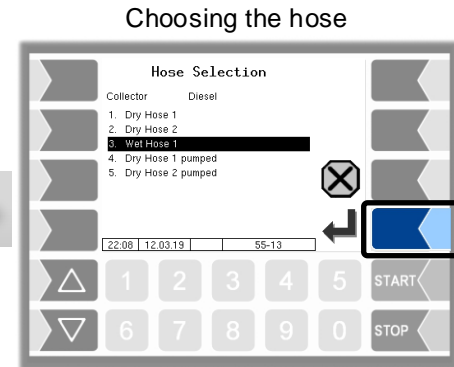 Choosing the hose
Hose Selection
Collector Diesel
1. Dry Hose 1
2. Dry Hose 2
3. Wet Hose 1
4. Dry Hose 1 pumped
5. Dry Hose 2 pumped
22:08 12.03.19 55-13
1 2 3 4 5 START
6 7 8 9 0 STOP